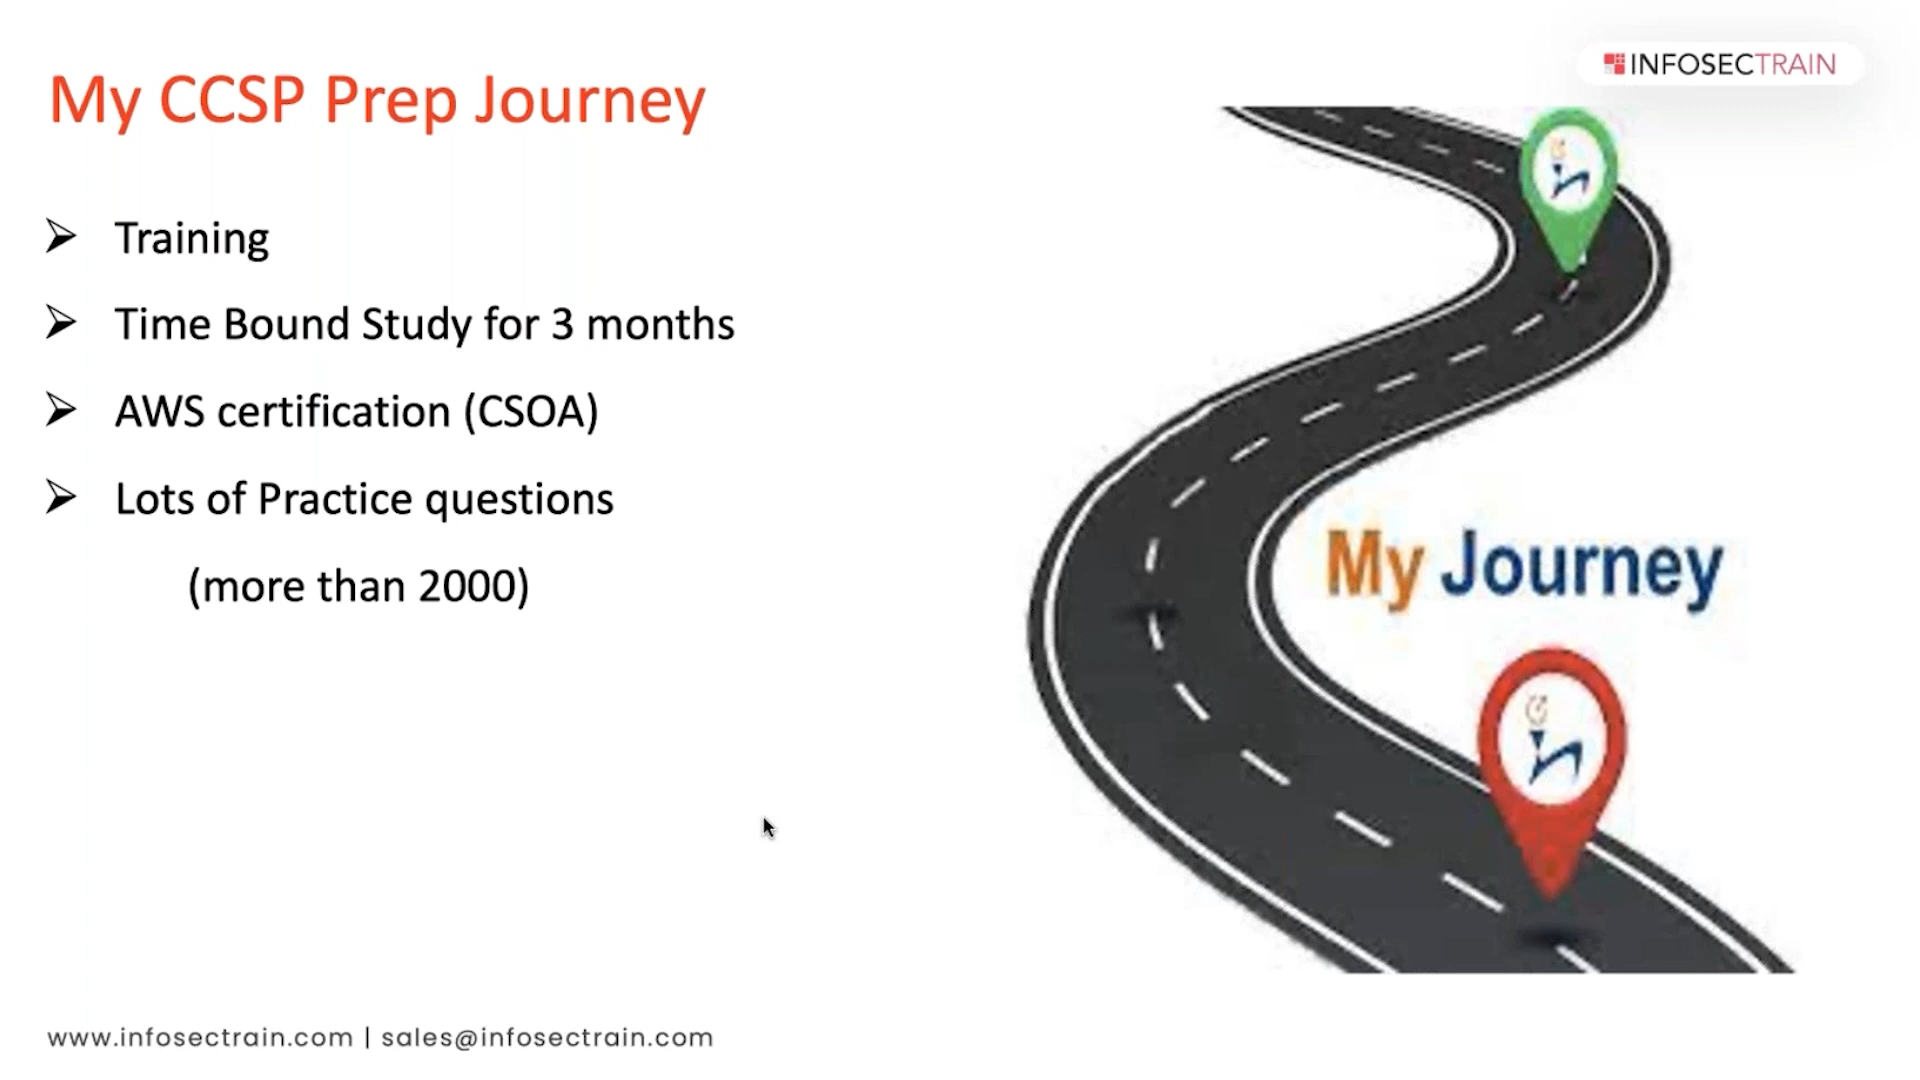 INFOSECTRAIN
My CCSP Prep Journey
Training
Time Bound Study for 3 months
AWS certification (CSOA)
Lots of Practice questions
(more than 2000)
My Journey
www.infosectrain.com | sales@infosectrain.com